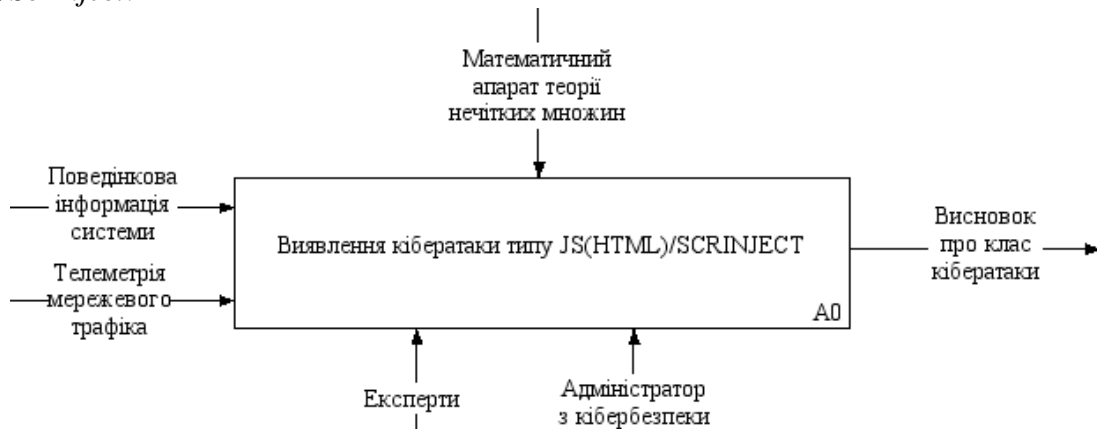 Математичний
апарат теорії
нечітких множин
Поведінкова
інформація
системи
Телеметрія
мережевого
трафіка
Виявлення кібератаки типу JS(HTML)/SCRINJECT
A0
Висновок
про клас
кібератаки
Експерти
Адміністратор
з кібербезпеки